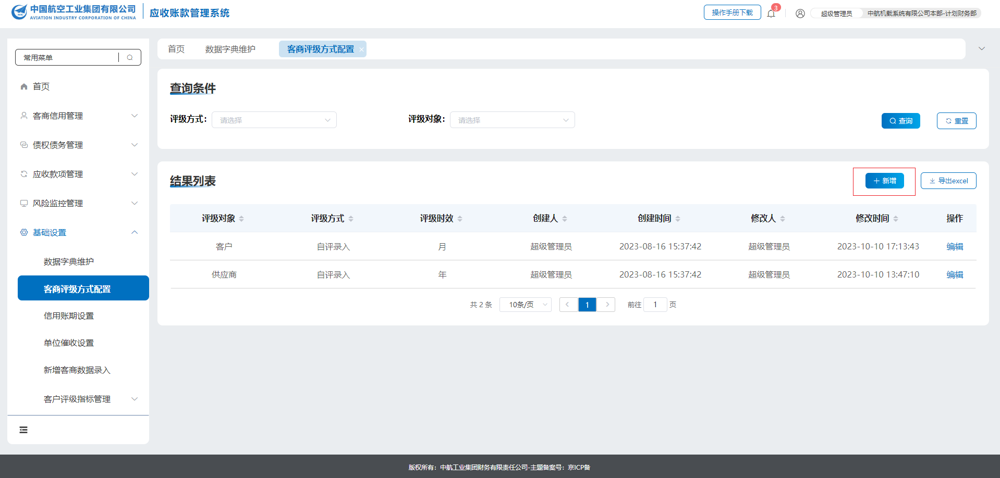 中国航空工业集团有限公司
AVIATION INDUSTRY CORPORATION OF CHINA
AVIC
应收账款管理系统
操作手册下载
3
超级管理员
中航机载系统有限公司本部-计划财务部
常用菜单
首页
客商信用管理
债权债务管理
应收款项管理
风险监控管理
基础设置
数据字典维护
客商评级方式配置
信用账期设置
单位催收设置
新增客商数据录入
客户评级指标管理
首页 数据字典维护 客商评级方式配置
查询条件
评级方式： 请选择 评级对象： 请选择 查询 重置
结果列表
新增 导出excel
评级对象 评级方式 评级时效 创建人 创建时间 修改人 修改时间 操作
客户 自评录入 月 超级管理员 2023-08-16 15:37:42 超级管理员 2023-10-10 17:13:43 编辑
供应商 自评录入 年 超级管理员 2023-08-16 15:37:42 超级管理员 2023-10-10 13:47:10 编辑
共 2 条 10条/页 1 前往 1 页
版权所有：中航工业集团财务有限责任公司-主题备案号：京ICP备